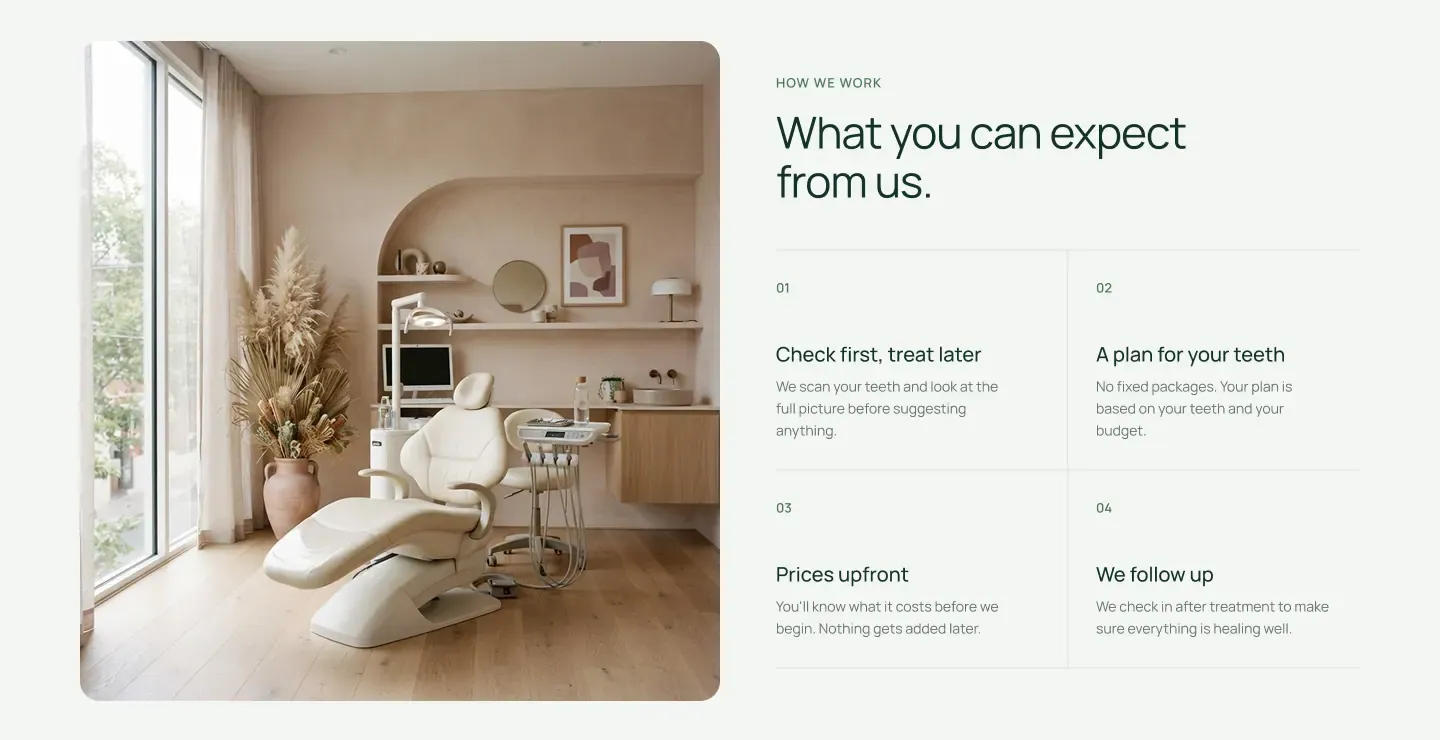 HOW WE WORK
What you can expect
from us.
01
Check first, treat later
We scan your teeth and look at the
full picture before suggesting
anything.
02
A plan for your teeth
No fixed packages. Your plan is
based on your teeth and your
budget.
03
Prices upfront
You'll know what it costs before we
begin. Nothing gets added later.
04
We follow up
We check in after treatment to make
sure everything is healing well.